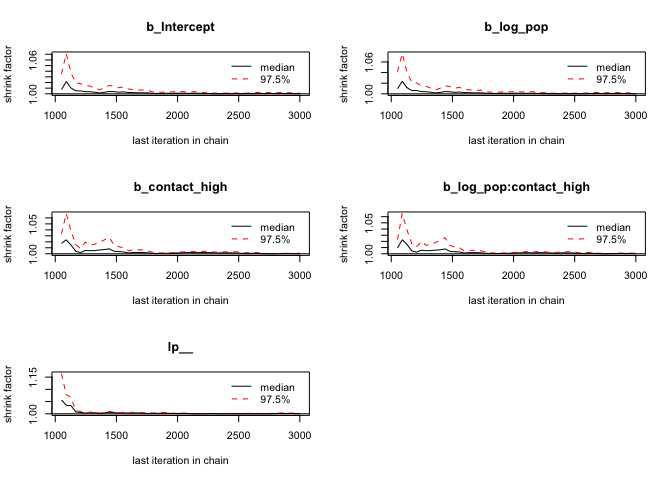 b_Intercept
shrink factor
1.00 1.06
median
97.5%
1000 1500 2000 2500 3000
last iteration in chain
b_log_pop
shrink factor
1.00 1.06
median
97.5%
1000 1500 2000 2500 3000
last iteration in chain
b_contact_high
shrink factor
1.00 1.05
median
97.5%
1000 1500 2000 2500 3000
last iteration in chain
b_log_pop:contact_high
shrink factor
1.00 1.05
median
97.5%
1000 1500 2000 2500 3000
last iteration in chain
lp__
shrink factor
1.00 1.15
median
97.5%
1000 1500 2000 2500 3000
last iteration in chain